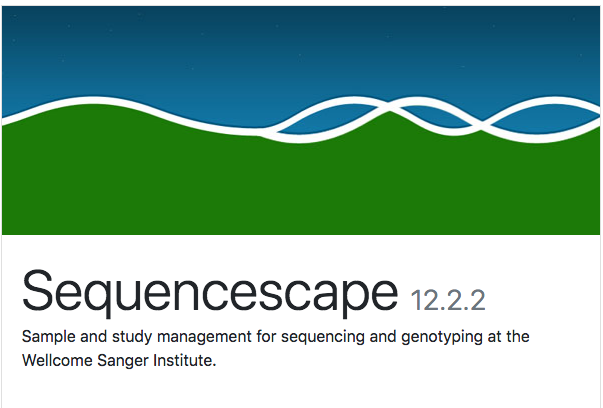 Sequencescape 12.2.2
Sample and study management for sequencing and genotyping at the
Wellcome Sanger Institute.